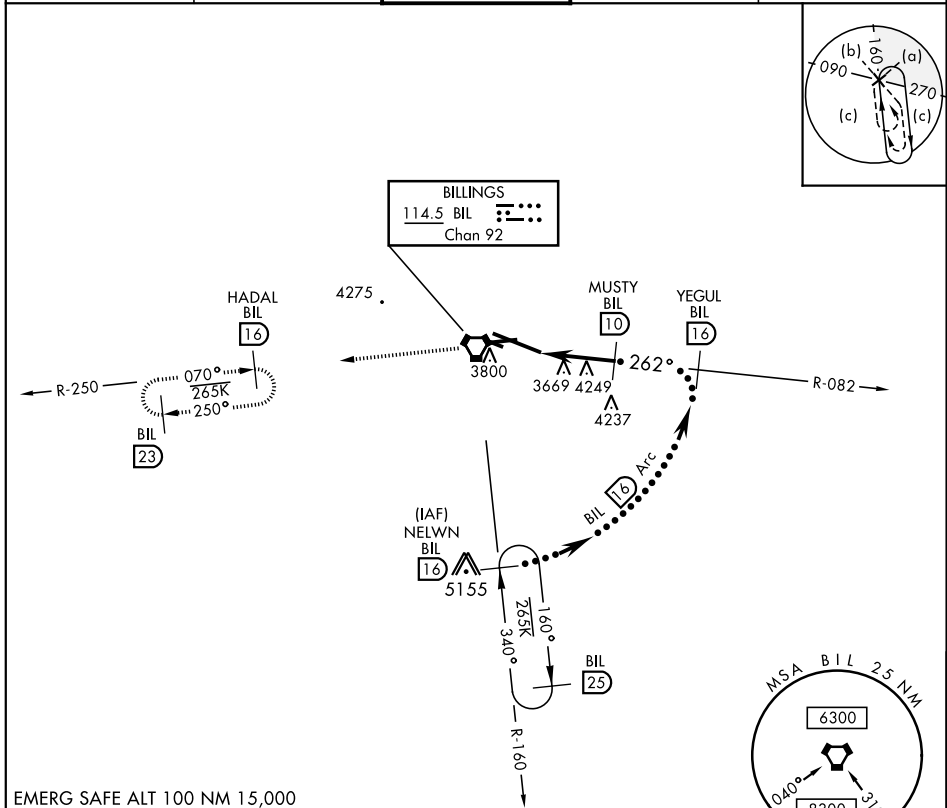 (b)
160
(a)
090
270
(c)
(c)
BILLINGS
114.5 BIL
Chan 92
HADAL
BIL
16
4275
MUSTY
BIL
10
YEGUL
BIL
16
3800
3669
4249
262°
4237
R-082
R-250
070°
265K
250°
BIL
23
BIL 16 Arc
(IAF)
NELWN
BIL
16
5155
340°
265K
160°
BIL
25
R-160
MSA BIL 25 NM
6300
040°
EMERG SAFE ALT 100 NM 15,000